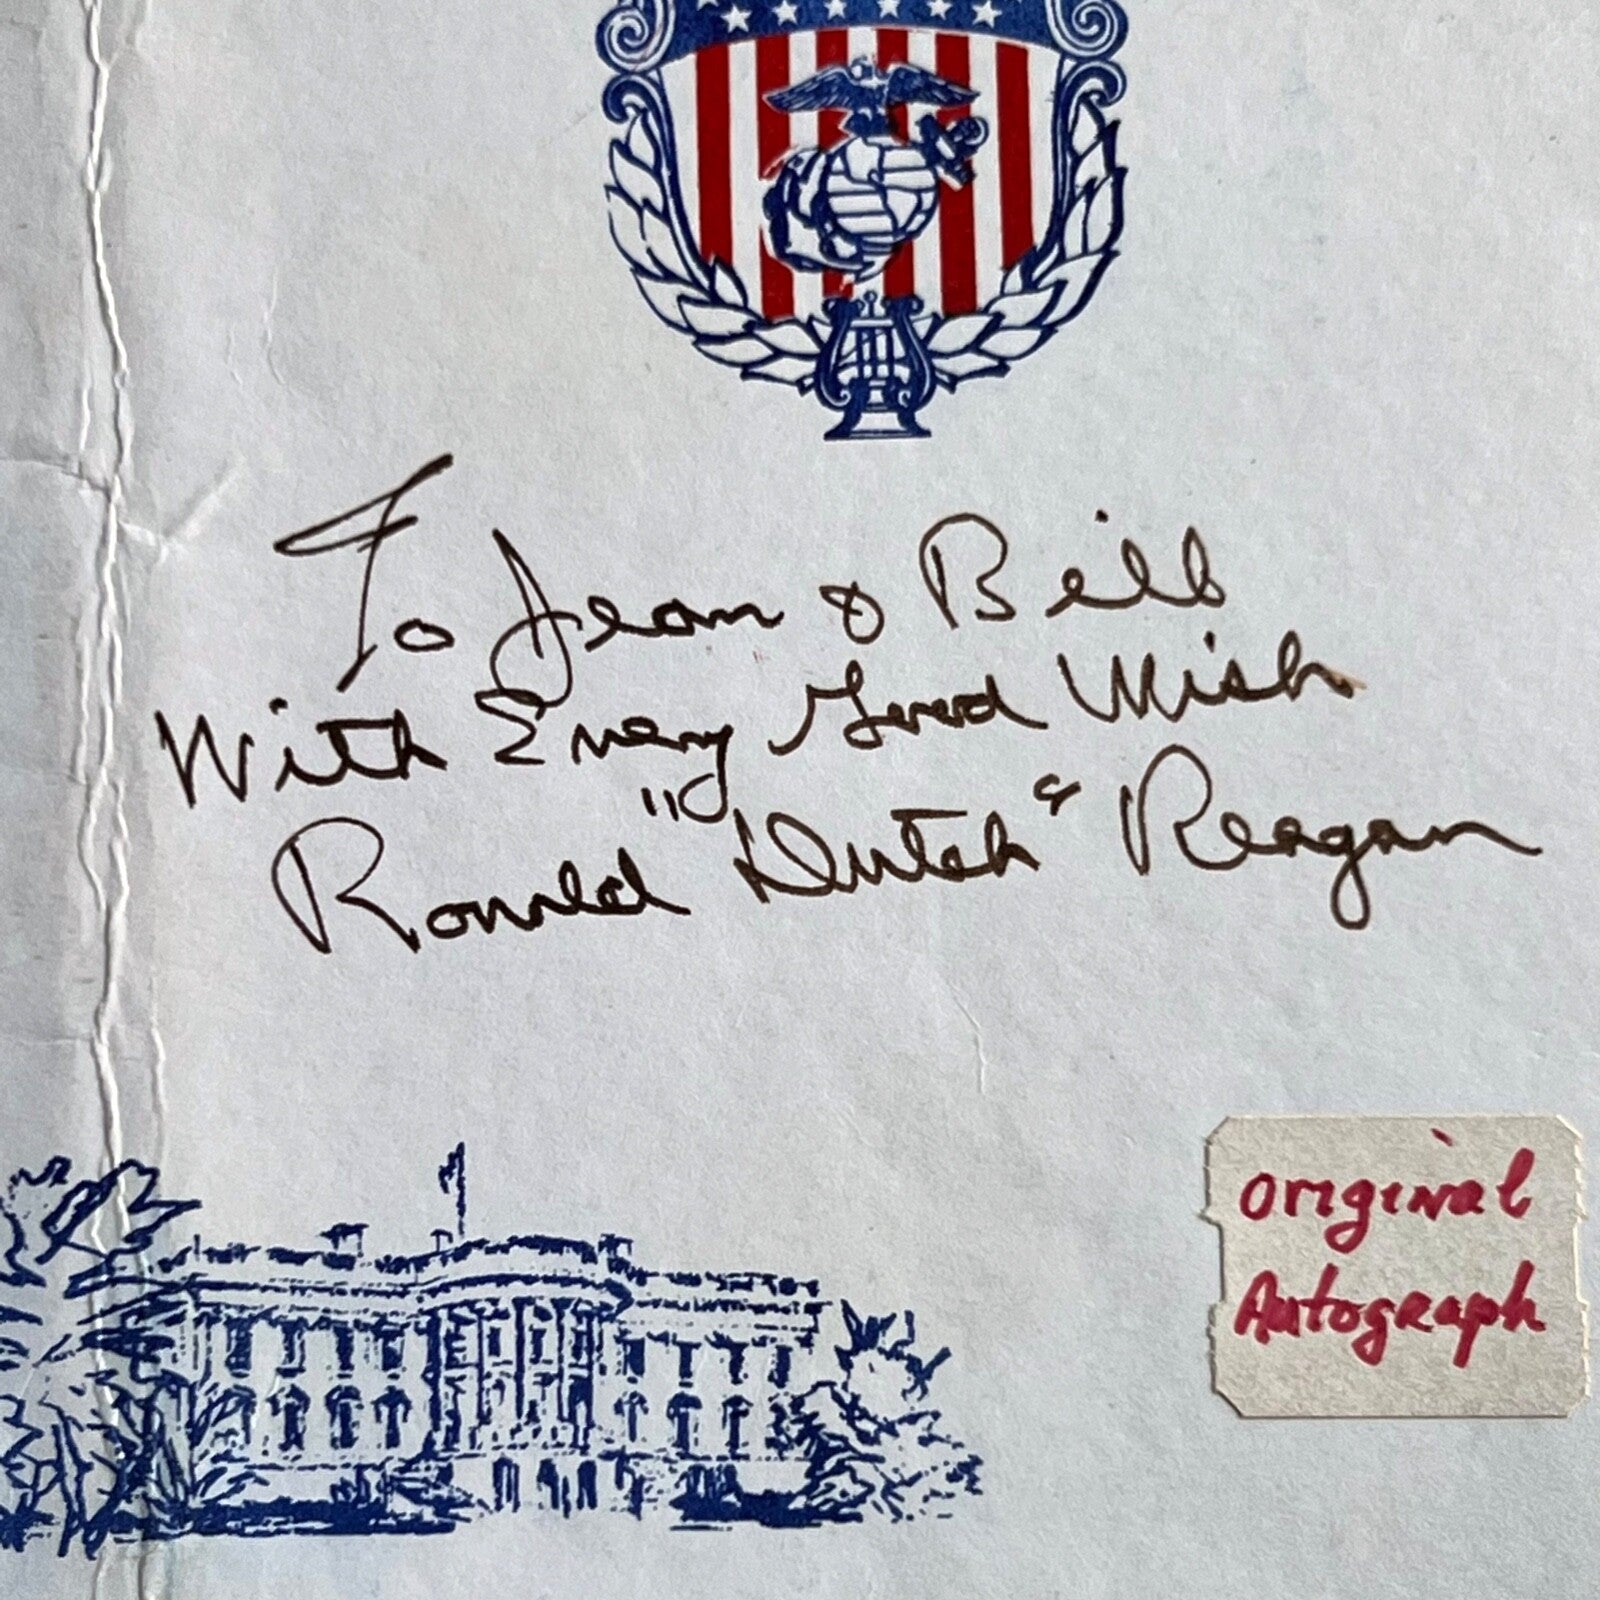 To Jean & Bill
With Every Good Wish
Ronald "Dutch" Reagan
original
Autograph